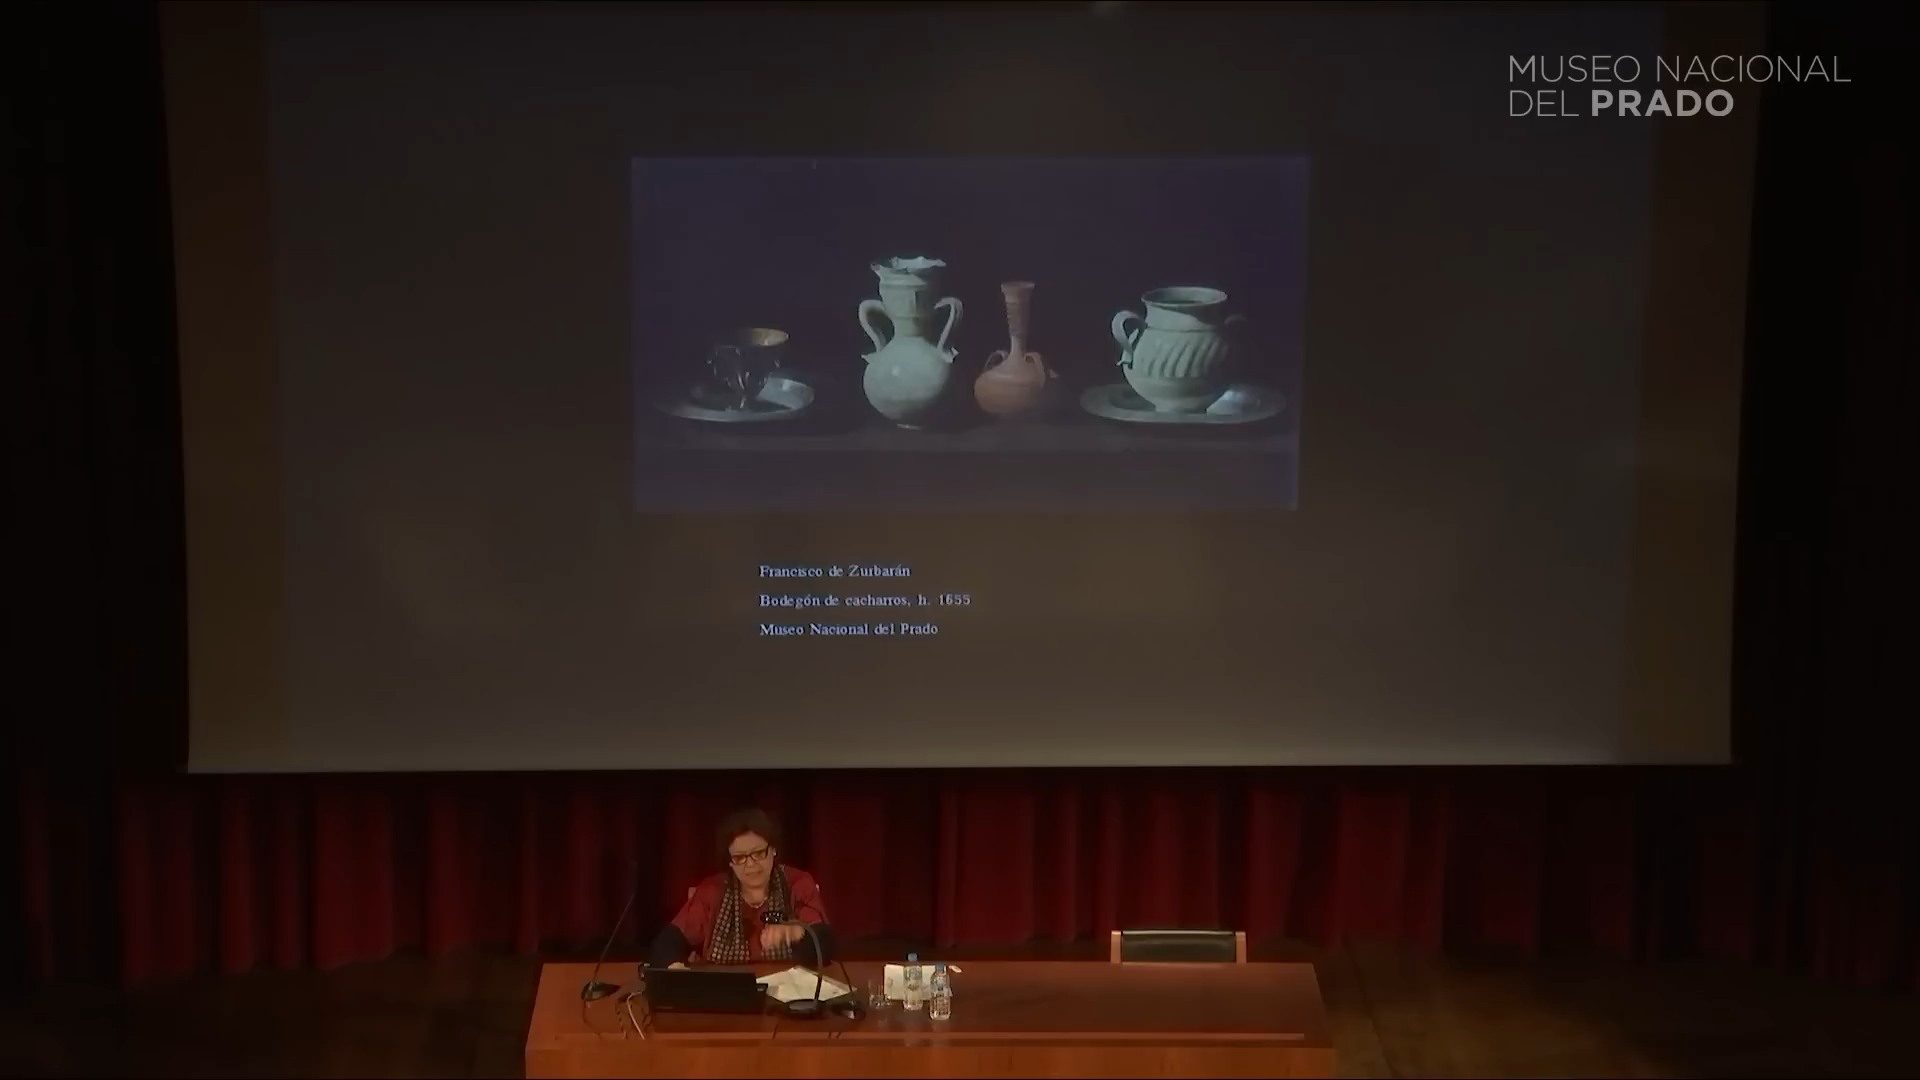 MUSEO NACIONAL
DEL PRADO
Francisco de Zurbarán
Bodegón de cacharros, h. 1655
Museo Nacional del Prado